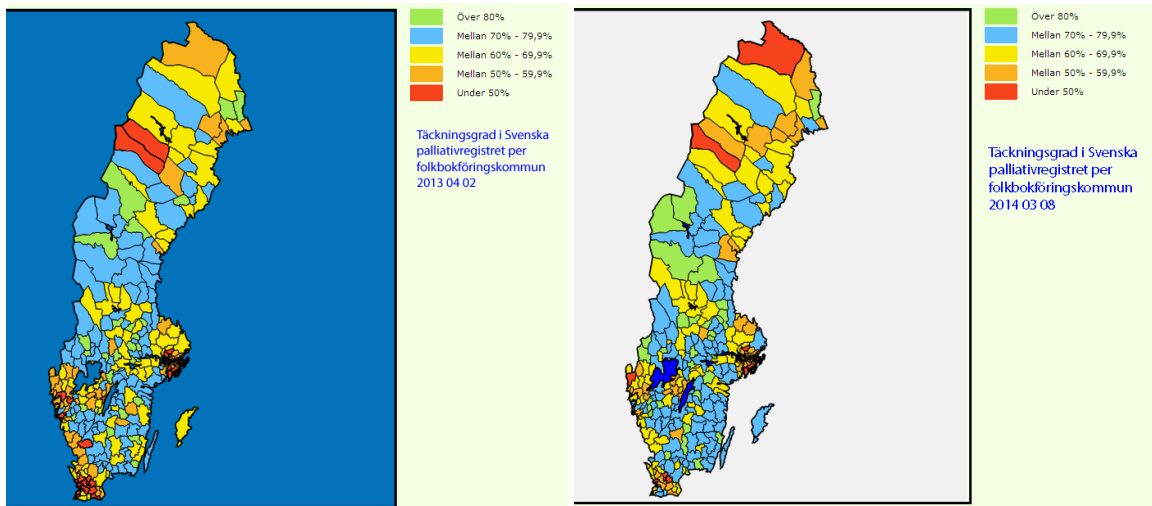 Över 80%
Mellan 70% - 79,9%
Mellan 60% - 69,9%
Mellan 50% - 59,9%
Under 50%
Täckningsgrad i Svenska
palliativregistret per
folkbokföringskommun
2013 04 02
Över 80%
Mellan 70% - 79,9%
Mellan 60% - 69,9%
Mellan 50% - 59,9%
Under 50%
Täckningsgrad i Svenska
palliativregistret per
folkbokföringskommun
2014 03 08